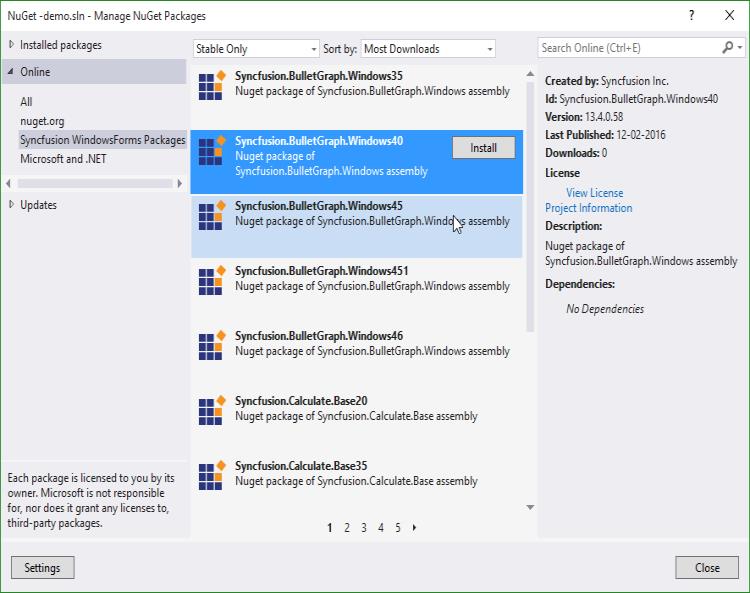 NuGet -demo.sln - Manage NuGet Packages
?
Installed packages
Online
All
nuget.org
Syncfusion WindowsForms Packages
Microsoft and .NET
Updates
Each package is licensed to you by its
owner. Microsoft is not responsible
for, nor does it grant any licenses to,
third-party packages.
Settings
Stable Only
Sort by: Most Downloads
Syncfusion.BulletGraph.Windows35
Nuget package of Syncfusion.BulletGraph.Windows assembly
Syncfusion.BulletGraph.Windows40
Nuget package of
Syncfusion.BulletGraph.Windows assembly
Install
Syncfusion.BulletGraph.Windows45
Nuget package of Syncfusion.BulletGraph.Windows assembly
Syncfusion.BulletGraph.Windows451
Nuget package of Syncfusion.BulletGraph.Windows assembly
Syncfusion.BulletGraph.Windows46
Nuget package of Syncfusion.BulletGraph.Windows assembly
Syncfusion.Calculate.Base20
Nuget package of Syncfusion.Calculate.Base assembly
Syncfusion.Calculate.Base35
Nuget package of Syncfusion.Calculate.Base assembly
1 2 3 4 5
Search Online (Ctrl+E)
Created by: Syncfusion Inc.
Id: Syncfusion.BulletGraph.Windows40
Version: 13.4.0.58
Last Published: 12-02-2016
Downloads: 0
License
View License
Project Information
Description:
Nuget package of
Syncfusion.BulletGraph.Windows assembly
Dependencies:
No Dependencies
Close